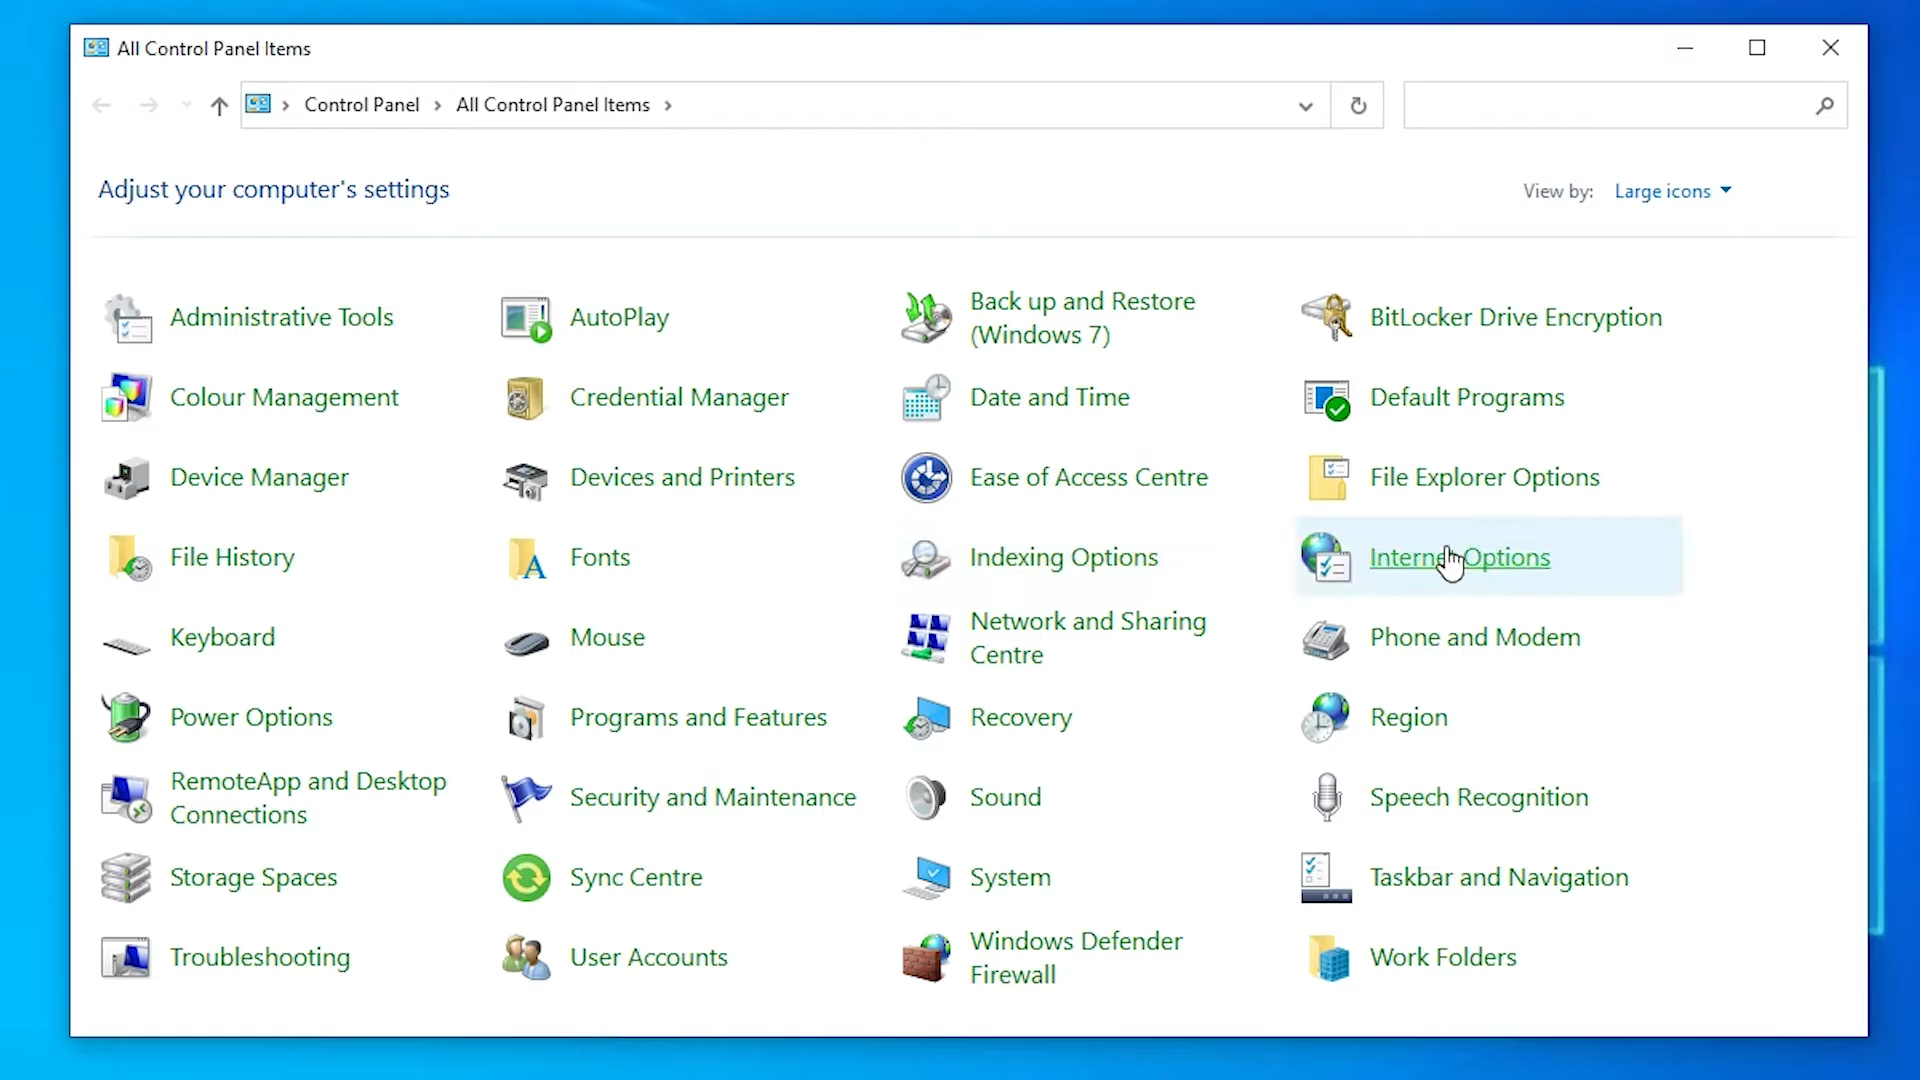 All Control Panel Items
Control Panel
All Control Panel Items
Adjust your computer's settings
View by: Large icons
Administrative Tools
AutoPlay
Back up and Restore
(Windows 7)
BitLocker Drive Encryption
Colour Management
Credential Manager
Date and Time
Default Programs
Device Manager
Devices and Printers
Ease of Access Centre
File Explorer Options
File History
Fonts
Indexing Options
Internet Options
Keyboard
Mouse
Network and Sharing
Centre
Phone and Modem
Power Options
Programs and Features
Recovery
Region
RemoteApp and Desktop
Connections
Security and Maintenance
Sound
Speech Recognition
Storage Spaces
Sync Centre
System
Taskbar and Navigation
Troubleshooting
User Accounts
Windows Defender
Firewall
Work Folders